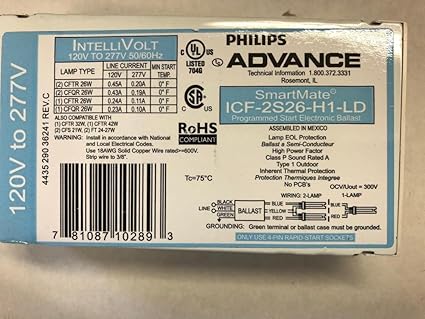 INTELLIVOLT
120V TO 277V 50/60Hz
LAMP TYPE LINE CURRENT MIN START TEMP.
120V 277V
(2) CFTR 26W 0.45A 0.20A 0° F
(2) CFQR 26W 0.43A 0.19A 0° F
(1) CFTR 26W 0.24A 0.11A 0° F
(1) CFQR 26W 0.23A 0.10A 0° F
ALSO COMPATIBLE WITH
(1) CFTR 32W, (1) CFTR 42W
(2) CFS 21W, (2) FT 24-27W
WARNING: Install in accordance with National
and Local Electrical Codes.
Use 18AWG Solid Copper Wire rated>=600V.
Strip wire to 3/8".
120V to 277V
4435 290 36241 REV.C
UL US
LISTED
704G
SA
RoHS
COMPLIANT
Tc=75°C
7 81087 10289 3
PHILIPS
ADVANCE
Technical Information 1.800.372.3331
Rosemont, IL
SmartMate®
ICF-2S26-H1-LD
Programmed Start Electronic Ballast
ASSEMBLED IN MEXICO
Lamp EOL Protection
Ballast a Semi-Conducteur
High Power Factor
Class P Sound Rated A
Type 1 Outdoor
Inherent Thermal Protection
Protection Thermiques Integree
No PCB's
OCV/Uout = 300V
WIRING: 2-LAMP 1-LAMP
LINE BLACK WHITE GREEN BALLAST BLUE YELLOW RED BLUE RED
GROUNDING: Green terminal or ballast case must be grounded.
ONLY USE 4-PIN RAPID-START SOCKETS